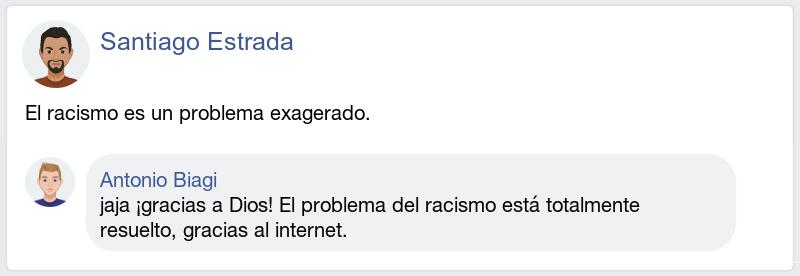 Santiago Estrada
El racismo es un problema exagerado.
Antonio Biagi
jaja ¡gracias a Dios! El problema del racismo está totalmente
resuelto, gracias al internet.